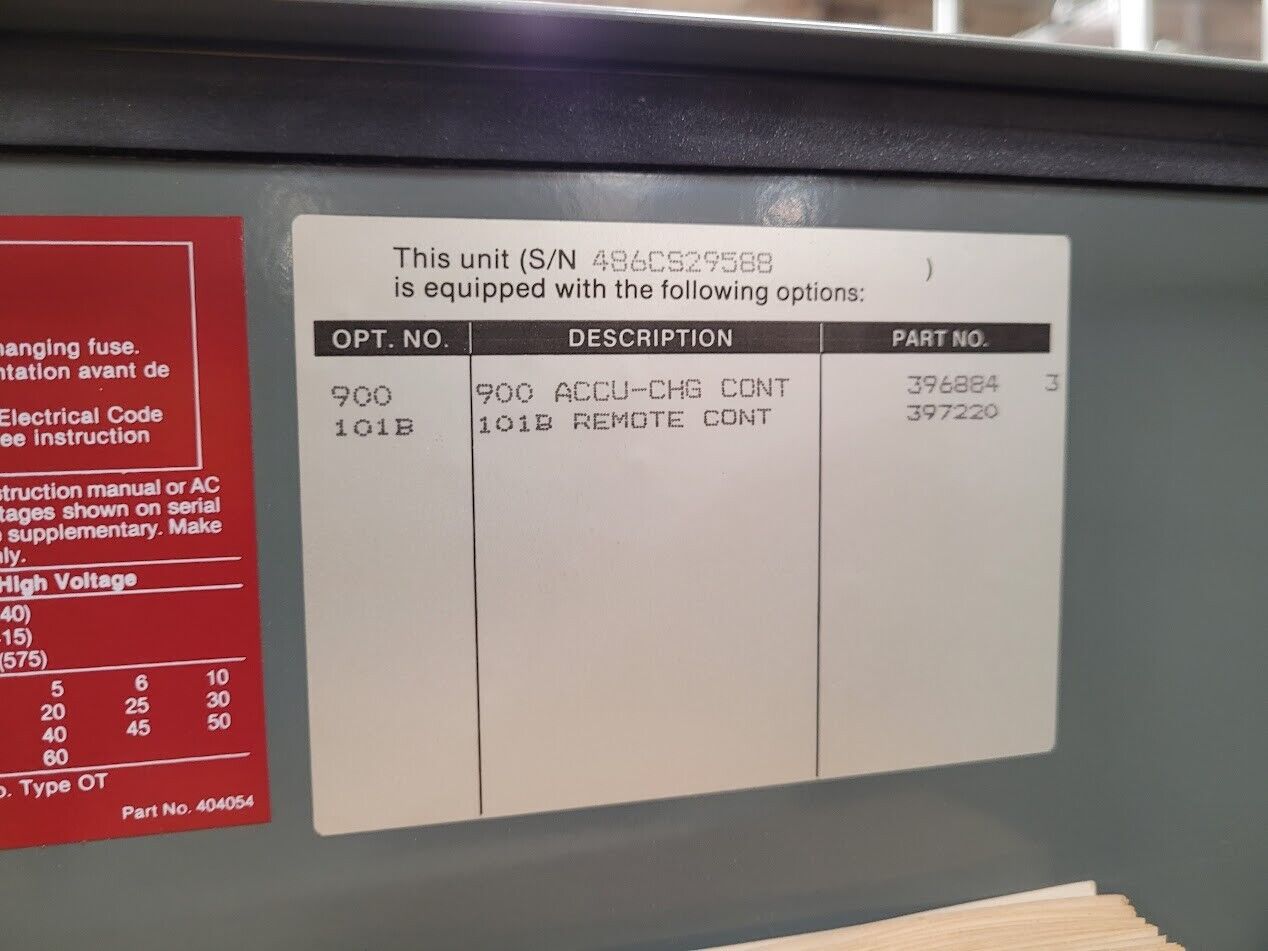 hanging fuse.
ntation avant de
Electrical Code
ee instruction
struction manual or AC
tages shown on serial
supplementary. Make
ly.
High Voltage
40)
15)
(575)
5 6 10
20 25 30
40 45 50
60
o. Type OT
Part No. 404054
This unit (S/N 486CS29588 )
is equipped with the following options:
OPT. NO. DESCRIPTION PART NO.
900 900 ACCU-CHG CONT 396884 3
101B 101B REMOTE CONT 397220